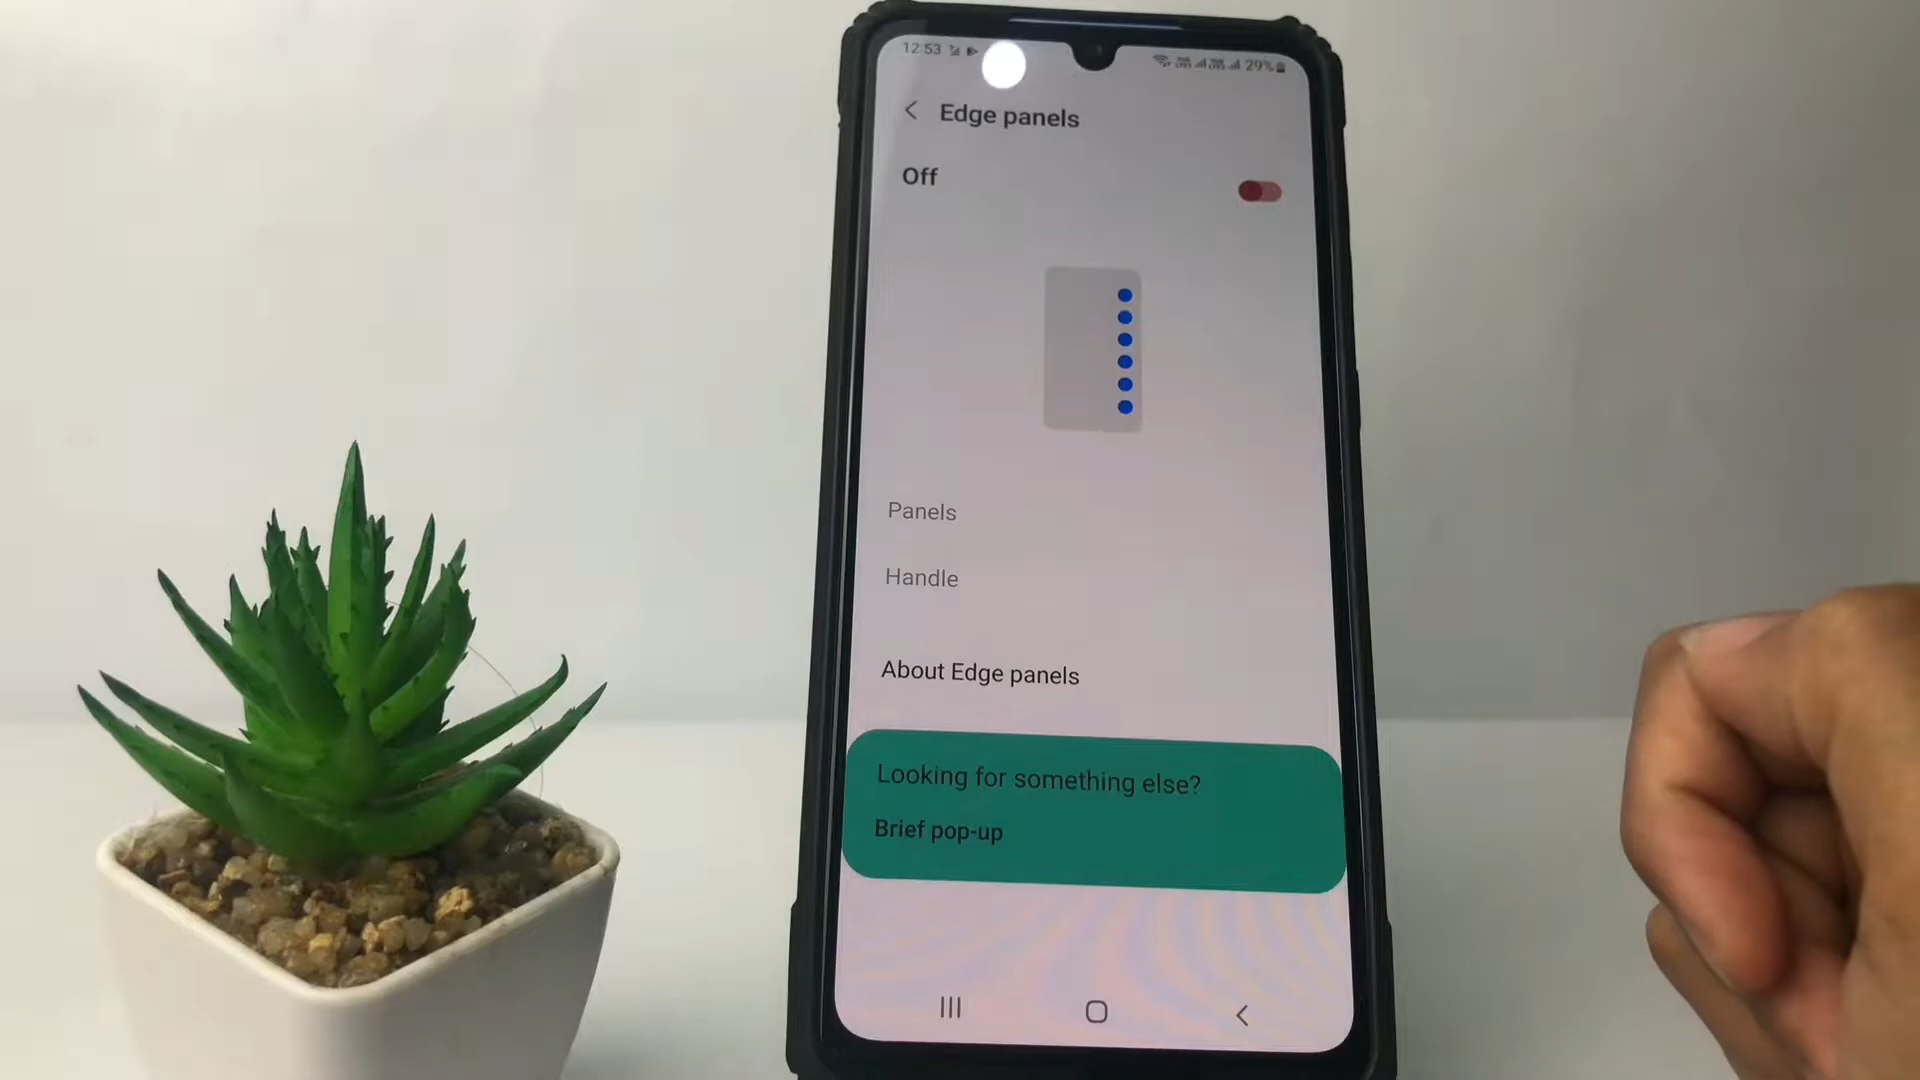 12:53
29%
Edge panels
Off
Panels
Handle
About Edge panels
Looking for something else?
Brief pop-up